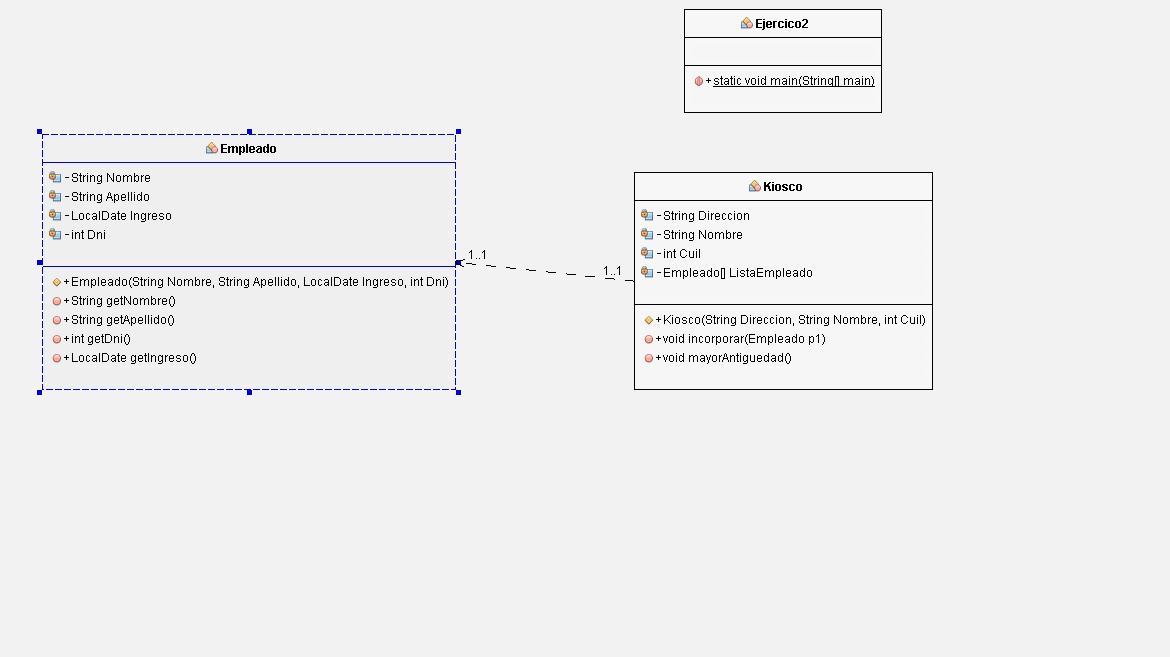 Ejercico2
+static void main(String[] main)
Empleado
-String Nombre
-String Apellido
-LocalDate Ingreso
-int Dni
+Empleado(String Nombre, String Apellido, LocalDate Ingreso, int Dni)
+String getNombre()
+String getApellido()
+int getDni()
+LocalDate getIngreso()
1..1
1..1
Kiosco
-String Direccion
-String Nombre
-int Cuil
-Empleado[] ListaEmpleado
+Kiosco(String Direccion, String Nombre, int Cuil)
+void incorporar(Empleado p1)
+void mayorAntiguedad()